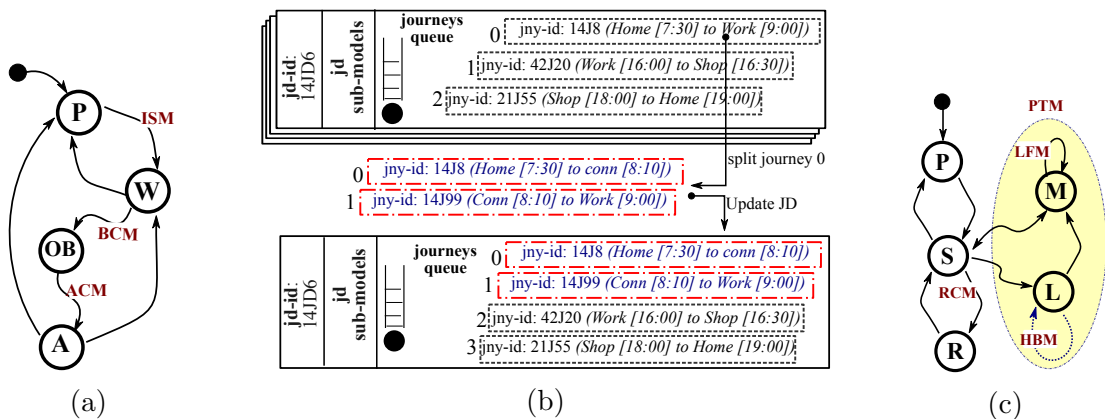 P
ISM
W
BCM
OB
ACM
A
(a)
jd-id:
14JD6
jd
sub-models
journeys
queue
0 jny-id: 14J8 (Home [7:30] to Work [9:00])
1 jny-id: 42J20 (Work [16:00] to Shop [16:30])
2 jny-id: 21J55 (Shop [18:00] to Home [19:00])
split journey 0
0 jny-id: 14J8 (Home [7:30] to conn [8:10])
1 jny-id: 14J99 (Conn [8:10] to Work [9:00])
Update JD
jd-id:
14JD6
jd
sub-models
journeys
queue
0 jny-id: 14J8 (Home [7:30] to conn [8:10])
1 jny-id: 14J99 (Conn [8:10] to Work [9:00])
2 jny-id: 42J20 (Work [16:00] to Shop [16:30])
3 jny-id: 21J55 (Shop [18:00] to Home [19:00])
(b)
PTM
P
LFM
M
S
RCM
L
HBM
R
(c)